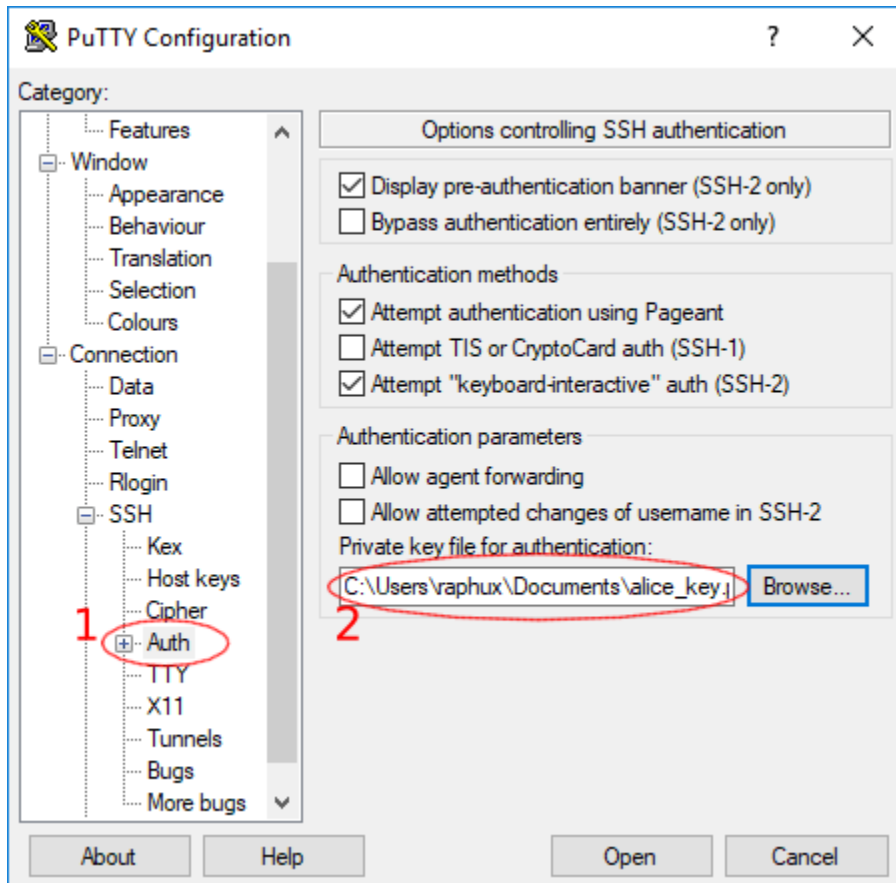 PuTTY Configuration
?
Category:
Features
Window
Appearance
Behaviour
Translation
Selection
Colours
Connection
Data
Proxy
Telnet
Rlogin
SSH
Kex
Host keys
Cipher
1
Auth
TTY
X11
Tunnels
Bugs
More bugs
Options controlling SSH authentication
Display pre-authentication banner (SSH-2 only)
Bypass authentication entirely (SSH-2 only)
Authentication methods
Attempt authentication using Pageant
Attempt TIS or CryptoCard auth (SSH-1)
Attempt "keyboard-interactive" auth (SSH-2)
Authentication parameters
Allow agent forwarding
Allow attempted changes of username in SSH-2
Private key file for authentication:
C:\Users\raphux\Documents\alice_key.p Browse...
2
About Help Open Cancel